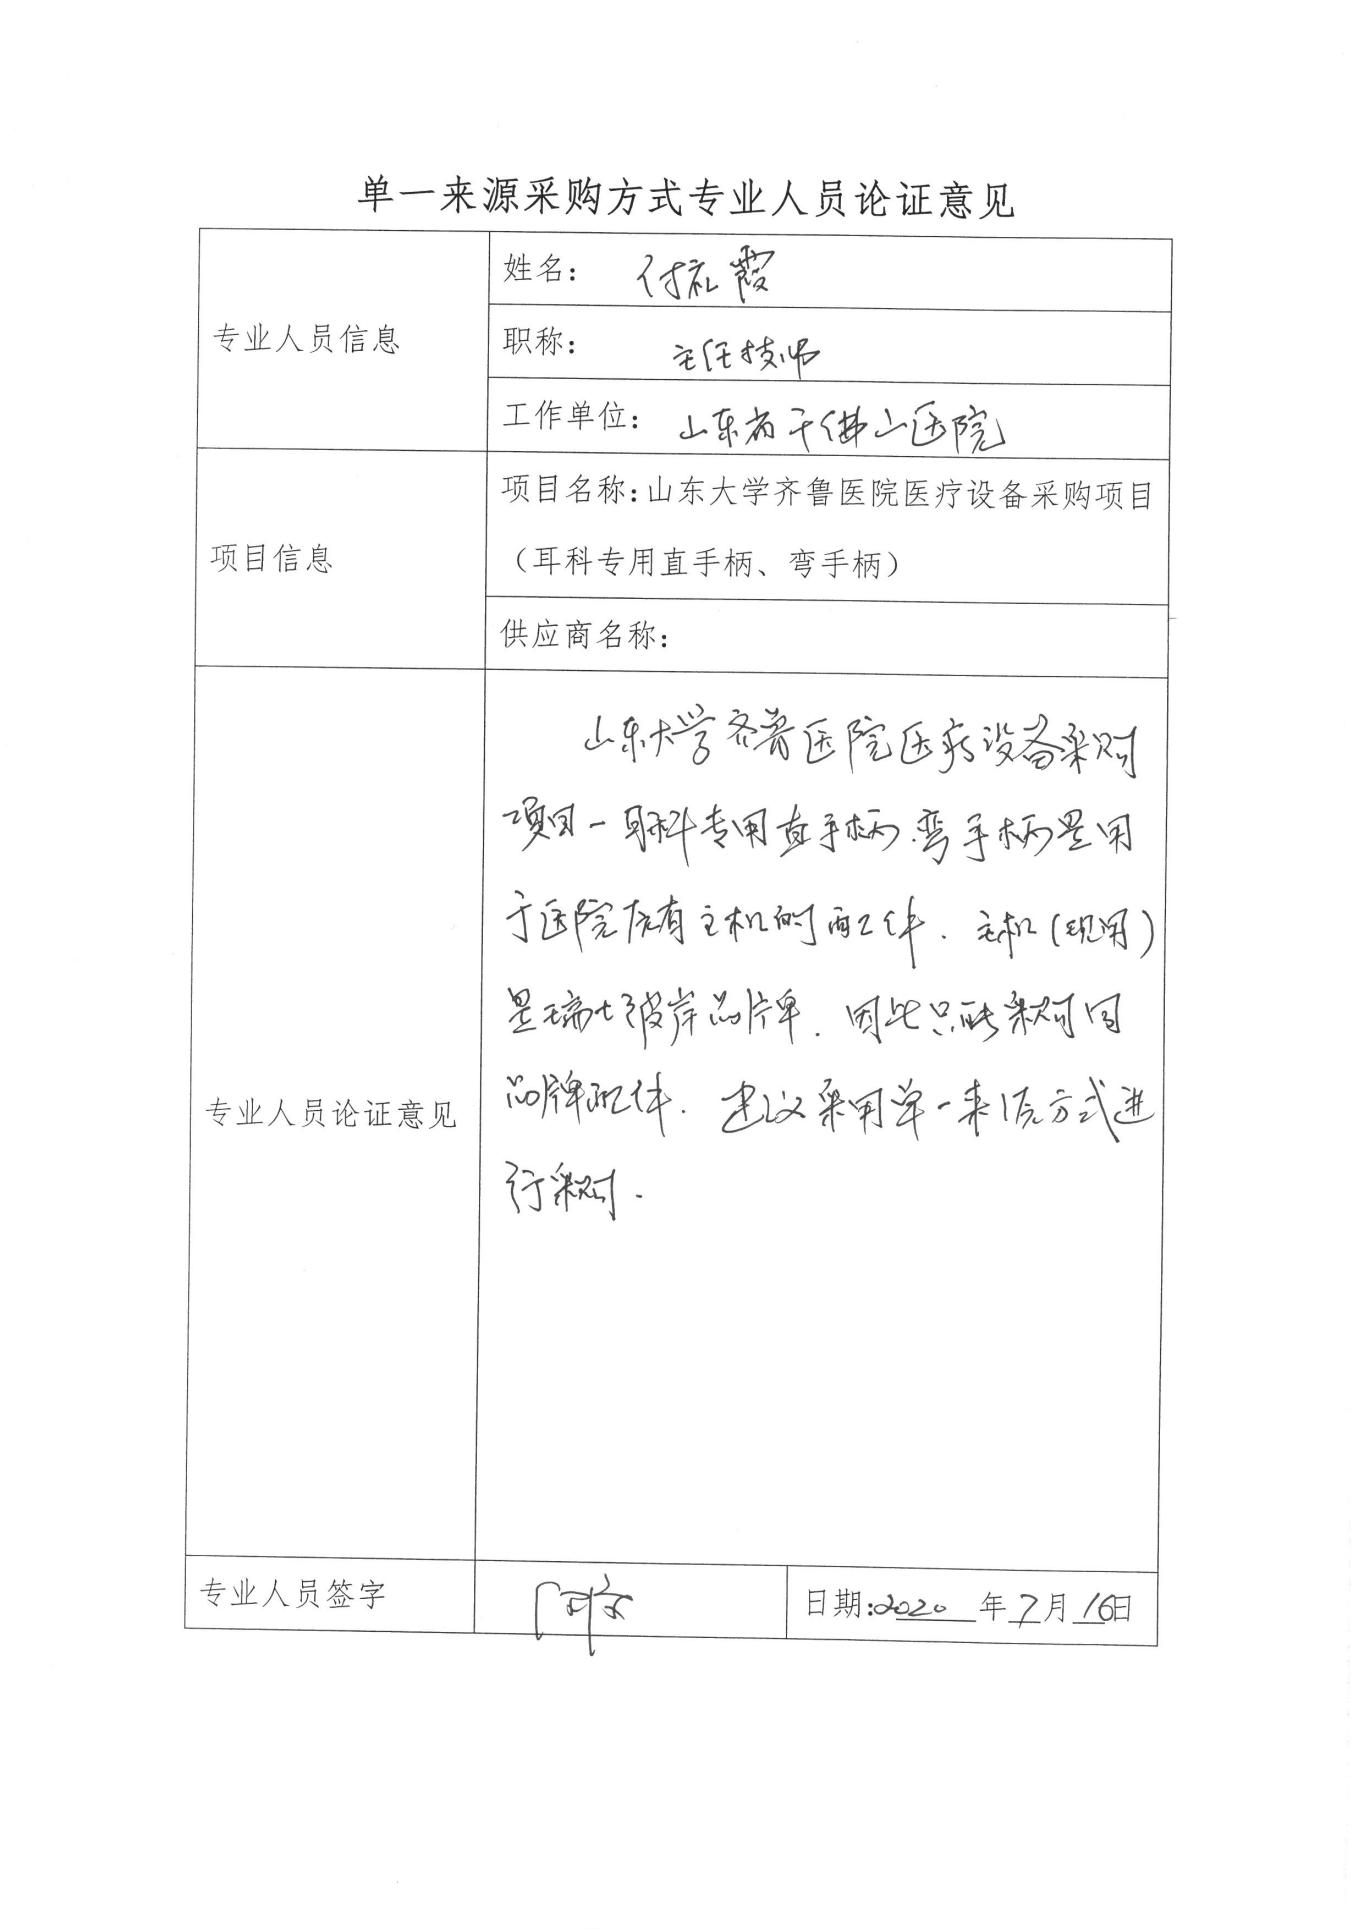 单一来源采购方式专业人员论证意见
专业人员信息
姓名：付 霞
职称：主任技师
工作单位：山东省千佛山医院
项目信息
项目名称：山东大学齐鲁医院医疗设备采购项目
（耳科专用直手柄、弯手柄）
供应商名称：
专业人员论证意见
山东大学齐鲁医院医疗设备采购
项目－耳科专用直手柄、弯手柄是用
于医院原有主机的配件．主机（现用）
是瑞士彼岸品牌．因此只能采购同
品牌配件．建议采用单一来源方式进
行采购．
专业人员签字
日期：2020年7月16日